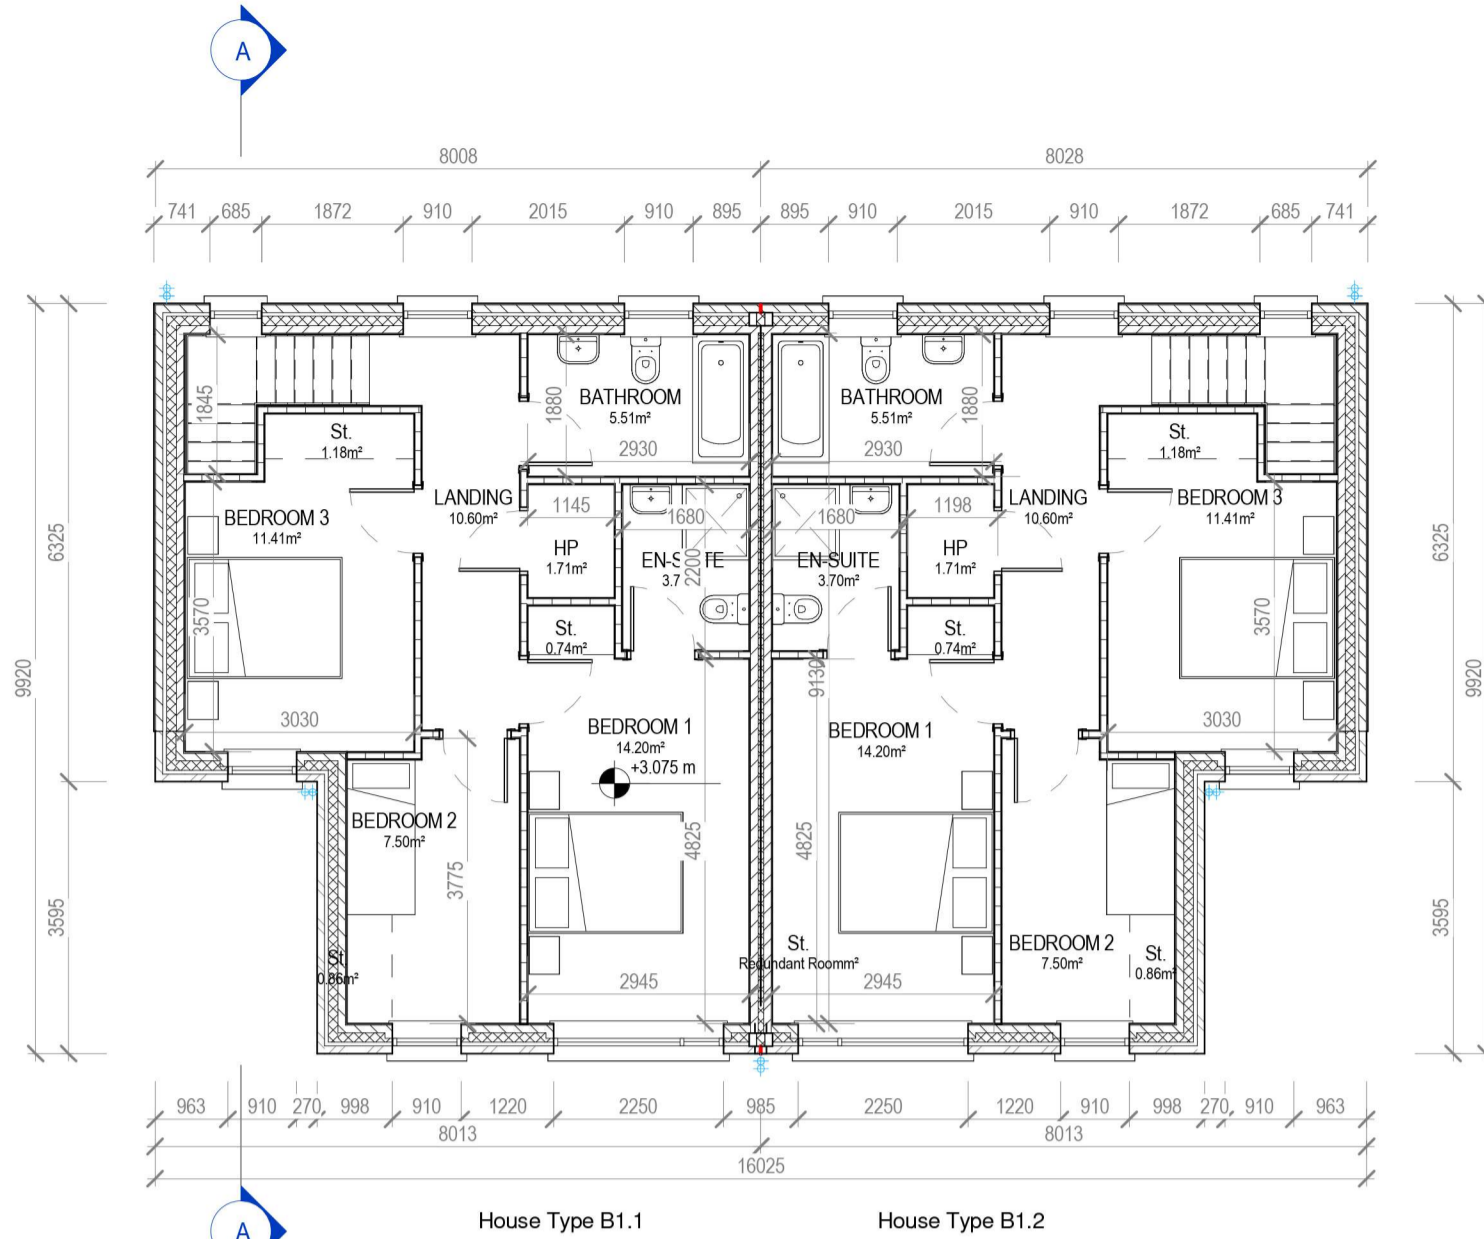 A
8008 8028
741 685 1872 910 2015 910 895 895 910 2015 910 1872 685 741
1845
1880
BATHROOM
5.51m²
2930
BATHROOM
5.51m²
2930
1880
St.
1.18m²
St.
1.18m²
LANDING
10.60m²
LANDING
10.60m²
BEDROOM 3
11.41m²
BEDROOM 3
11.41m²
1145
1680
1680
1198
HP
1.71m²
HP
1.71m²
EN-S TE
3.7
2200
EN-SUITE
3.70m²
6325
6325
3570
3570
St.
0.74m²
St.
0.74m²
9920
9920
9130
3030
3030
BEDROOM 1
14.20m²
+3.075 m
BEDROOM 1
14.20m²
BEDROOM 2
7.50m²
3775
4825
4825
3595
3595
St.
0.86m²
St.
Redundant Roomm²
BEDROOM 2
7.50m²
St.
0.86m²
2945
2945
963 910 270 998 910 1220 2250 985 2250 1220 910 998 270 910 963
8013 8013
16025
A
House Type B1.1
House Type B1.2